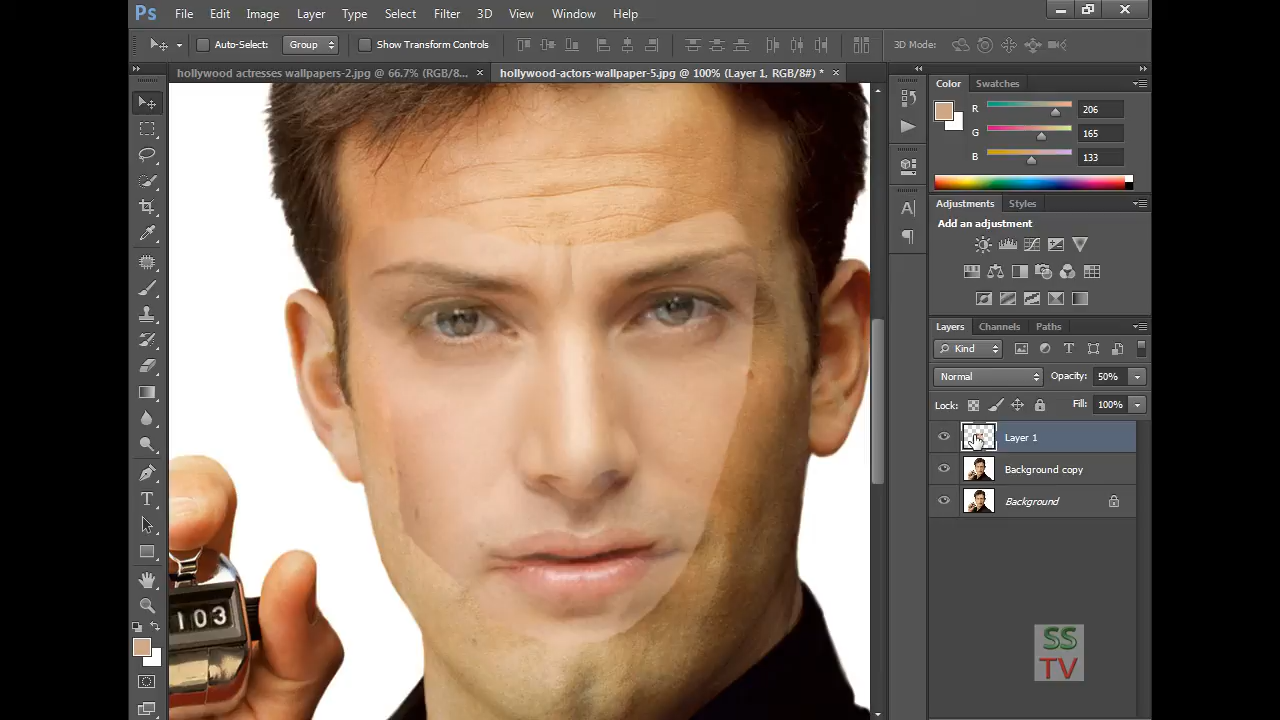 Ps File Edit Image Layer Type Select Filter 3D View Window Help
Auto-Select: Group Show Transform Controls 3D Mode:
hollywood actresses wallpapers-2.jpg @ 66.7% (RGB/8... × hollywood-actors-wallpaper-5.jpg @ 100% (Layer 1, RGB/8#) * ×
Color Swatches
R 206
G 165
B 133
Adjustments Styles
Add an adjustment
Layers Channels Paths
Kind
Normal Opacity: 50%
Lock: Fill: 100%
Layer 1
Background copy
Background
103
SS
TV